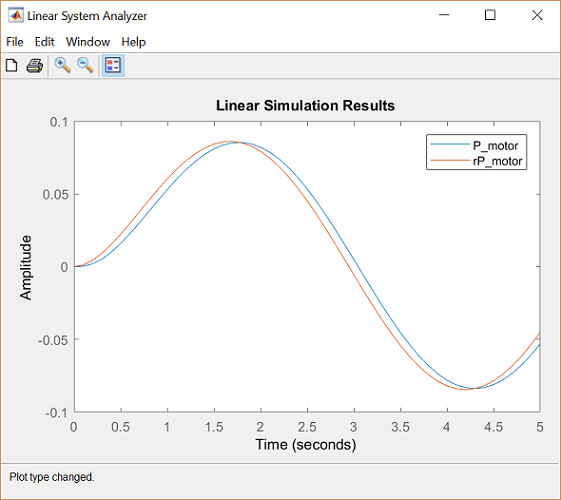 Linear System Analyzer
File Edit Window Help
Linear Simulation Results
P_motor
rP_motor
Amplitude
0.1
0.05
0
-0.05
-0.1
0 0.5 1 1.5 2 2.5 3 3.5 4 4.5 5
Time (seconds)
Plot type changed.